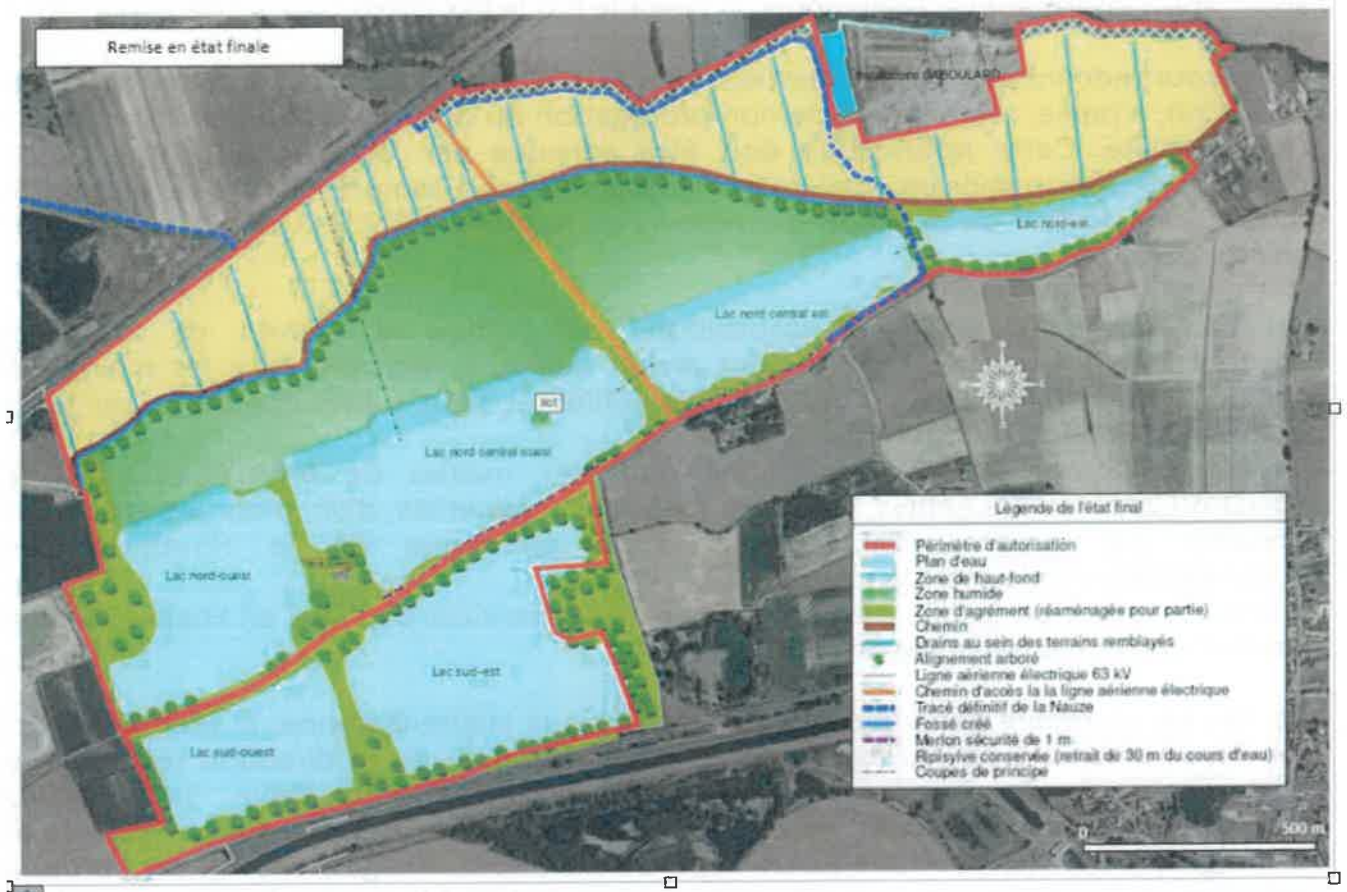 Remise en état finale
Installations GABOULARD
Lac nord-est
Lac nord central est
Ilot
Lac nord central ouest
Lac nord-ouest
Lac sud-est
Lac sud-ouest
Légende de l'état final
Périmètre d'autorisation
Plan d'eau
Zone de haut-fond
Zone humide
Zone d'agrément (réaménagée pour partie)
Chemin
Drains au sein des terrains remblayés
Alignement arboré
Ligne aérienne électrique 63 kV
Chemin d'accès la la ligne aérienne électrique
Tracé définitif de la Nauze
Fossé créé
Merlon sécurité de 1 m
Ripisylve conservée (retrait de 30 m du cours d'eau)
Coupes de principe
0 500 m